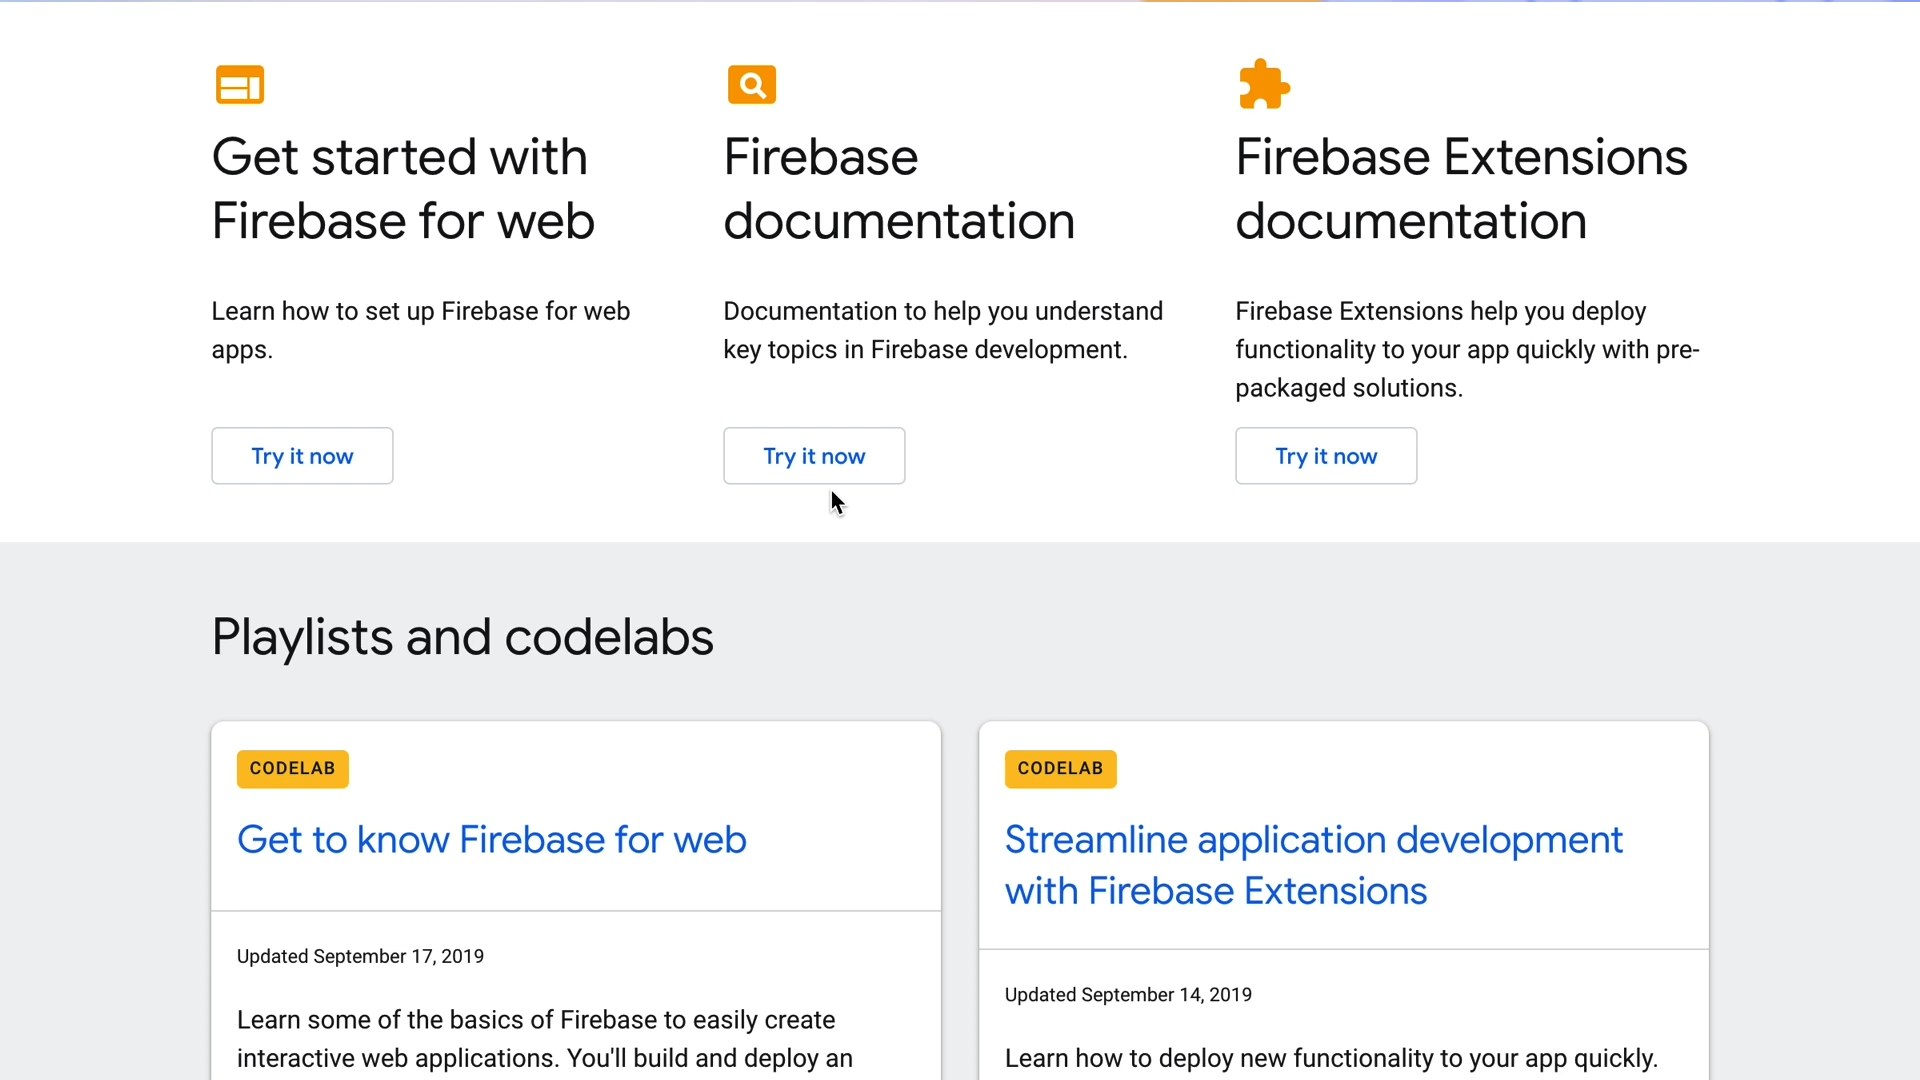 Get started with
Firebase for web
Learn how to set up Firebase for web
apps.
Try it now
Firebase
documentation
Documentation to help you understand
key topics in Firebase development.
Try it now
Firebase Extensions
documentation
Firebase Extensions help you deploy
functionality to your app quickly with pre-
packaged solutions.
Try it now
Playlists and codelabs
CODELAB
Get to know Firebase for web
Updated September 17, 2019
Learn some of the basics of Firebase to easily create
interactive web applications. You'll build and deploy an
CODELAB
Streamline application development
with Firebase Extensions
Updated September 14, 2019
Learn how to deploy new functionality to your app quickly.